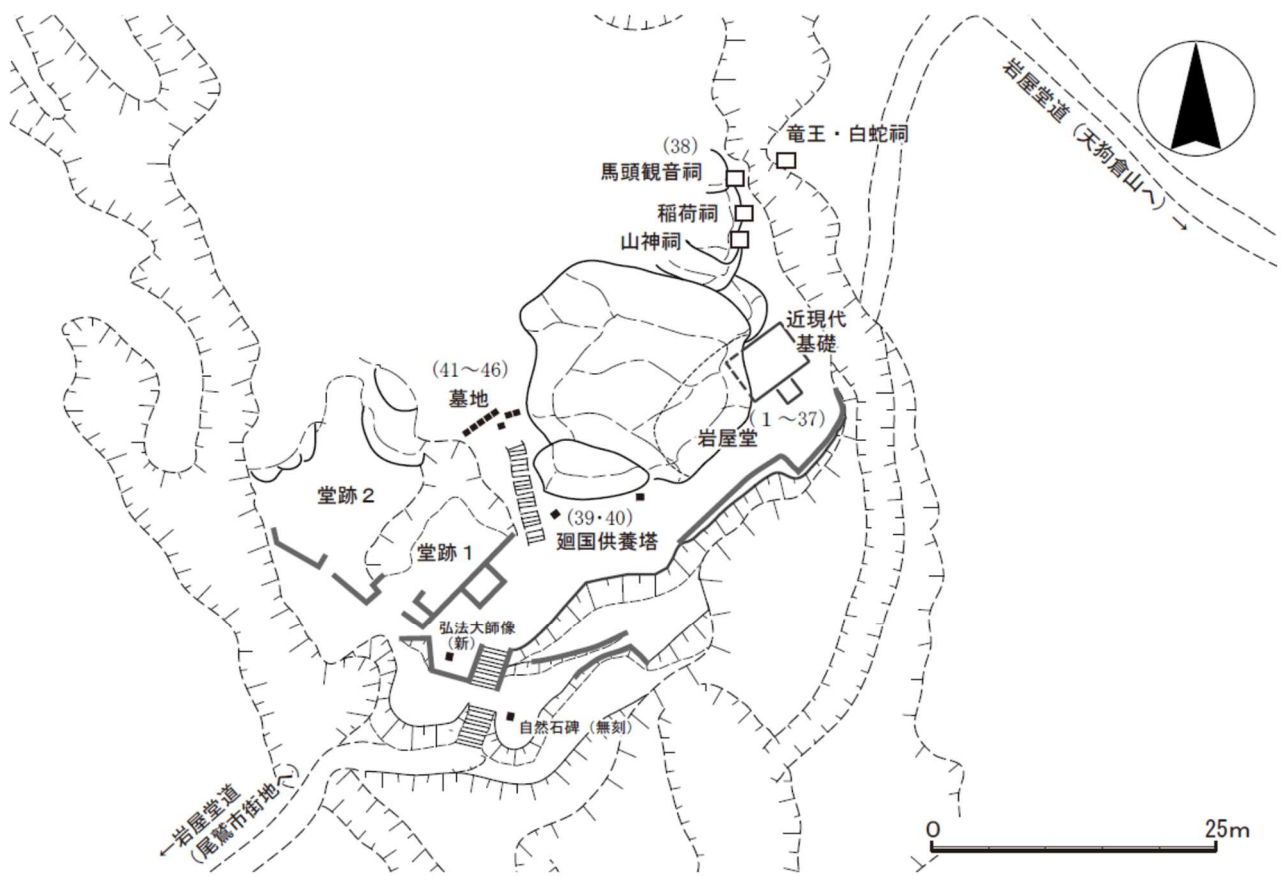 岩屋堂道（天狗倉山へ）→
竜王・白蛇祠
(38)
馬頭観音祠
稲荷祠
山神祠
近現代
基礎
(41～46)
墓地
(１～37)
岩屋堂
堂跡２
(39・40)
廻国供養塔
堂跡１
弘法大師像
(新)
自然石碑（無刻）
←岩屋堂道
(尾鷲市街地へ)
0
25m